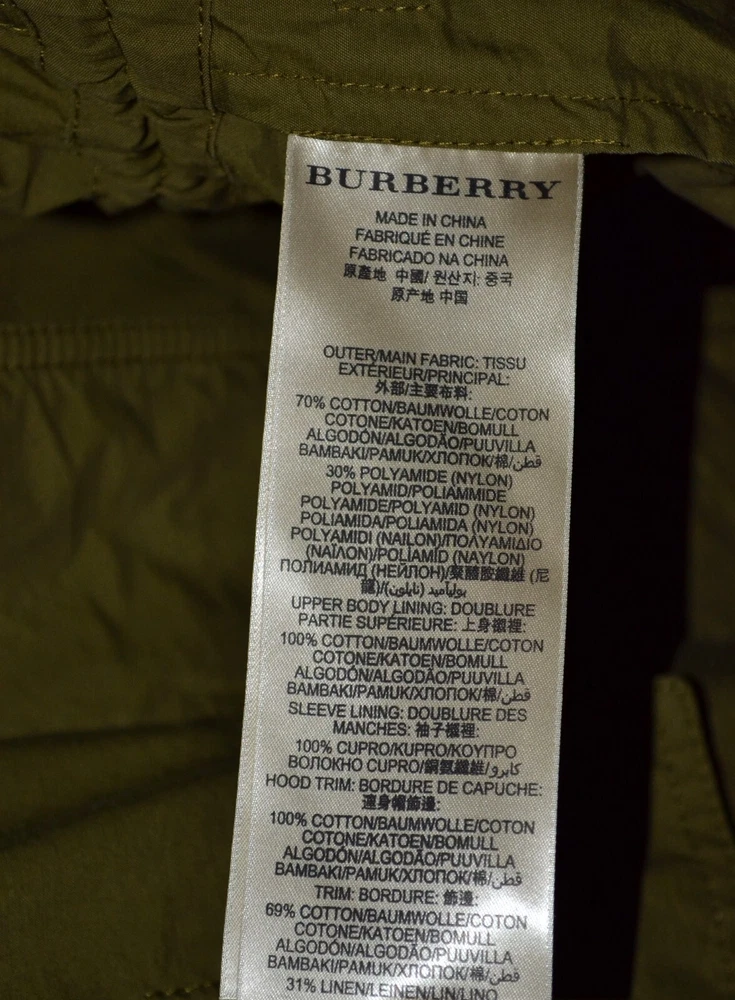 BURBERRY
MADE IN CHINA
FABRIQUÉ EN CHINE
FABRICADO NA CHINA
原產地 中國/ 원산지: 중국
原产地 中国
OUTER/MAIN FABRIC: TISSU
EXTÉRIEUR/PRINCIPAL:
外部/主要布料:
70% COTTON/BAUMWOLLE/COTON
COTONE/KATOEN/BOMULL
ALGODÓN/ALGODÃO/PUUVILLA
BAMBAKI/PAMUK/ХЛОПОК/棉/قطن
30% POLYAMIDE (NYLON)
POLYAMID/POLIAMMIDE
POLYAMIDE/POLYAMID (NYLON)
POLIAMIDA/POLIAMIDA (NYLON)
POLYAMIDI (NAILON)/ΠΟΛΥΑΜΙΔΙΟ
(ΝΑΪΛΟΝ)/POLIAMID (NAYLON)
ПОЛИАМИД (НЕЙЛОН)/聚醯胺纖維 (尼
龍)/بوليأميد (نايلون)
UPPER BODY LINING: DOUBLURE
PARTIE SUPÉRIEURE: 上身襯裡:
100% COTTON/BAUMWOLLE/COTON
COTONE/KATOEN/BOMULL
ALGODÓN/ALGODÃO/PUUVILLA
BAMBAKI/PAMUK/ХЛОПОК/棉/قطن
SLEEVE LINING: DOUBLURE DES
MANCHES: 袖子襯裡:
100% CUPRO/KUPRO/ΚΟΥΠΡΟ
ВОЛОКНО CUPRO/銅氨纖維/كابرو
HOOD TRIM: BORDURE DE CAPUCHE:
連身帽飾邊:
100% COTTON/BAUMWOLLE/COTON
COTONE/KATOEN/BOMULL
ALGODÓN/ALGODÃO/PUUVILLA
BAMBAKI/PAMUK/ХЛОПОК/棉/قطن
TRIM: BORDURE: 飾邊:
69% COTTON/BAUMWOLLE/COTON
COTONE/KATOEN/BOMULL
ALGODÓN/ALGODÃO/PUUVILLA
BAMBAKI/PAMUK/ХЛОПОК/棉/قطن
31% LINEN/LEINEN/LIN/LINO